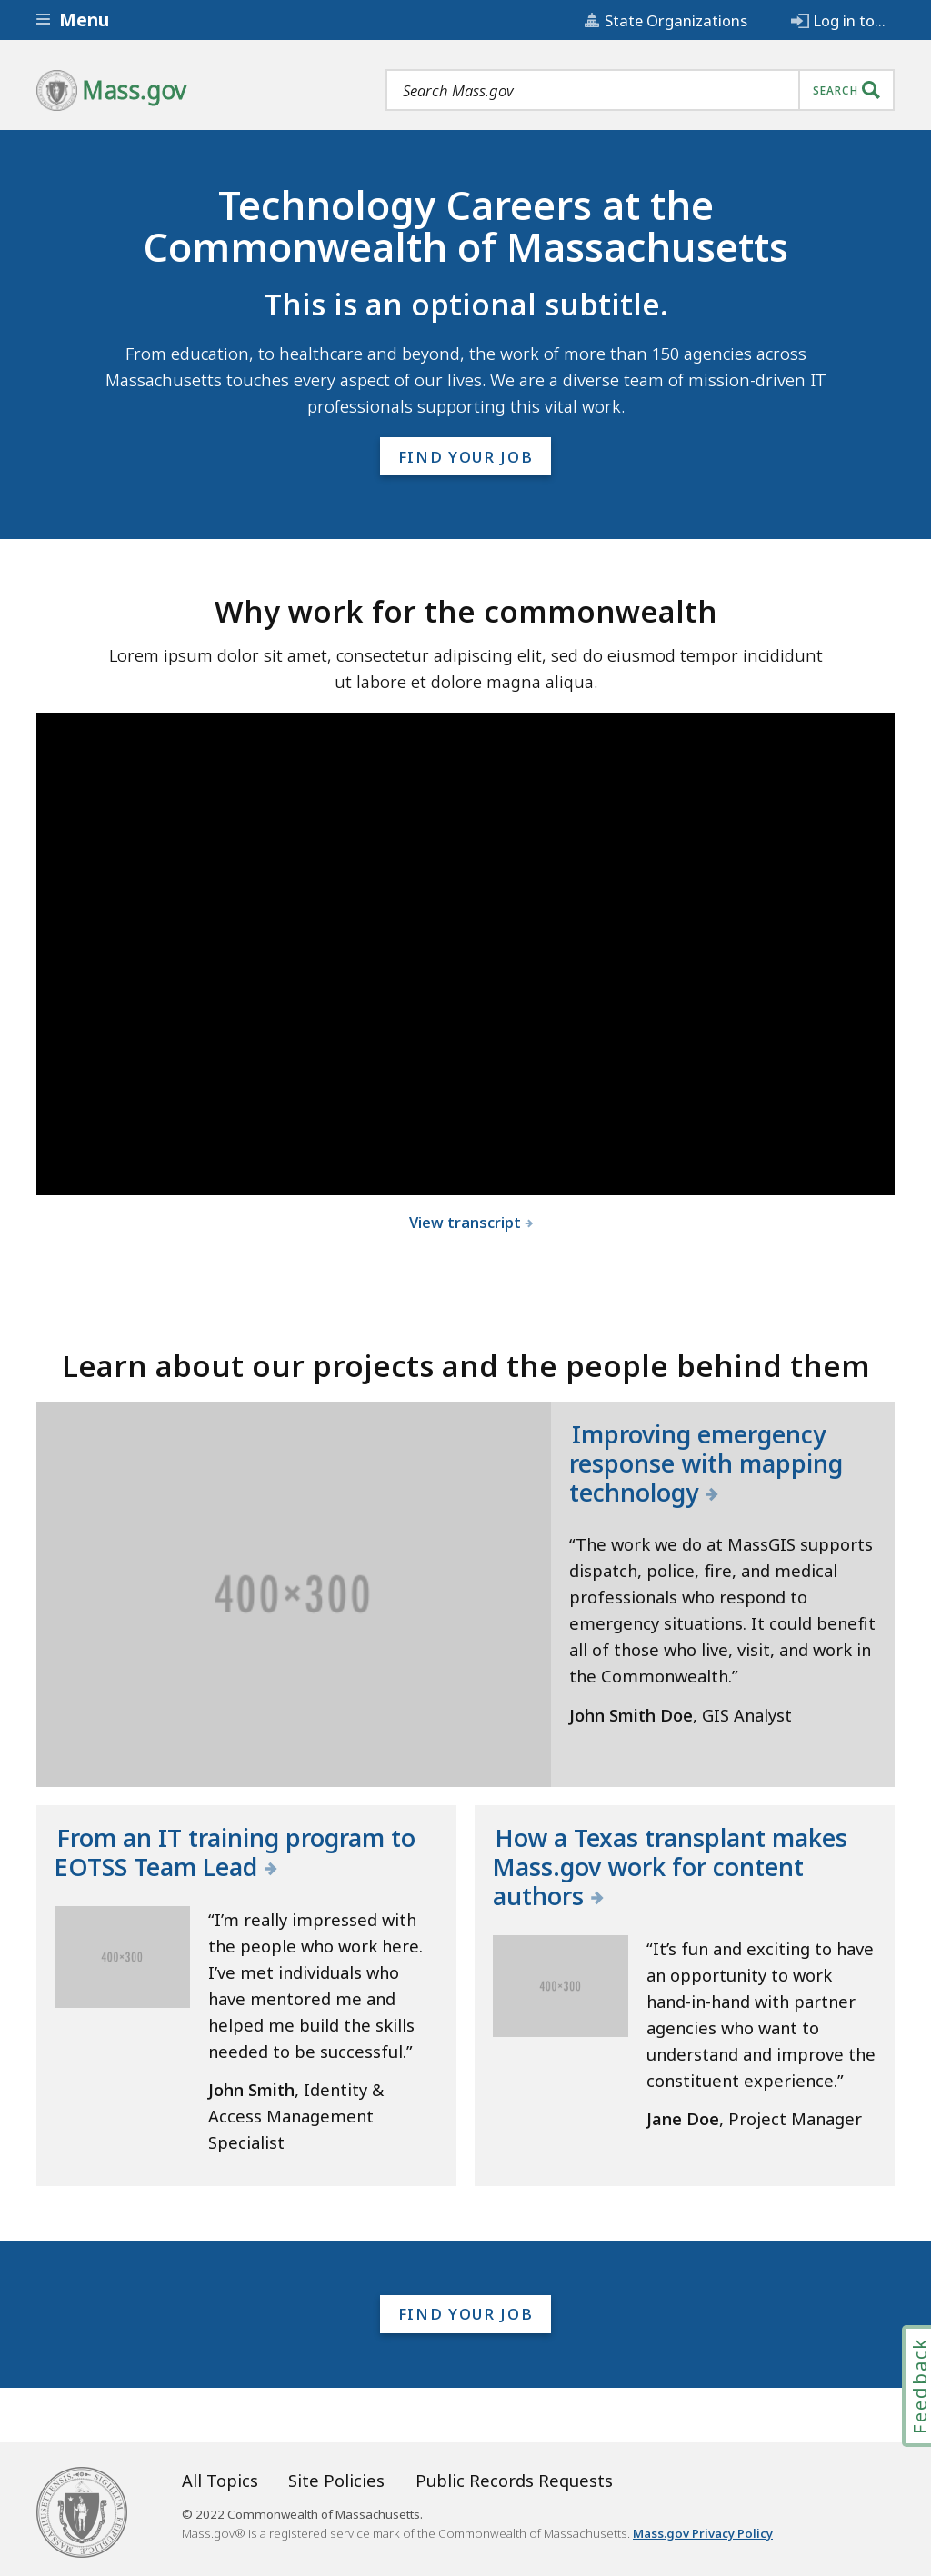 Menu
State Organizations
Log in to...
Mass.gov
Search Mass.gov
SEARCH
Technology Careers at the
Commonwealth of Massachusetts
This is an optional subtitle.
From education, to healthcare and beyond, the work of more than 150 agencies across
Massachusetts touches every aspect of our lives. We are a diverse team of mission-driven IT
professionals supporting this vital work.
FIND YOUR JOB
Why work for the commonwealth
Lorem ipsum dolor sit amet, consectetur adipiscing elit, sed do eiusmod tempor incididunt
ut labore et dolore magna aliqua.
View transcript
Learn about our projects and the people behind them
400×300
Improving emergency
response with mapping
technology
“The work we do at MassGIS supports
dispatch, police, fire, and medical
professionals who respond to
emergency situations. It could benefit
all of those who live, visit, and work in
the Commonwealth.”
John Smith Doe, GIS Analyst
From an IT training program to
EOTSS Team Lead
400×300
“I’m really impressed with
the people who work here.
I’ve met individuals who
have mentored me and
helped me build the skills
needed to be successful.”
John Smith, Identity &
Access Management
Specialist
How a Texas transplant makes
Mass.gov work for content
authors
400×300
“It’s fun and exciting to have
an opportunity to work
hand-in-hand with partner
agencies who want to
understand and improve the
constituent experience.”
Jane Doe, Project Manager
FIND YOUR JOB
Feedback
All Topics
Site Policies
Public Records Requests
© 2022 Commonwealth of Massachusetts.
Mass.gov® is a registered service mark of the Commonwealth of Massachusetts. Mass.gov Privacy Policy